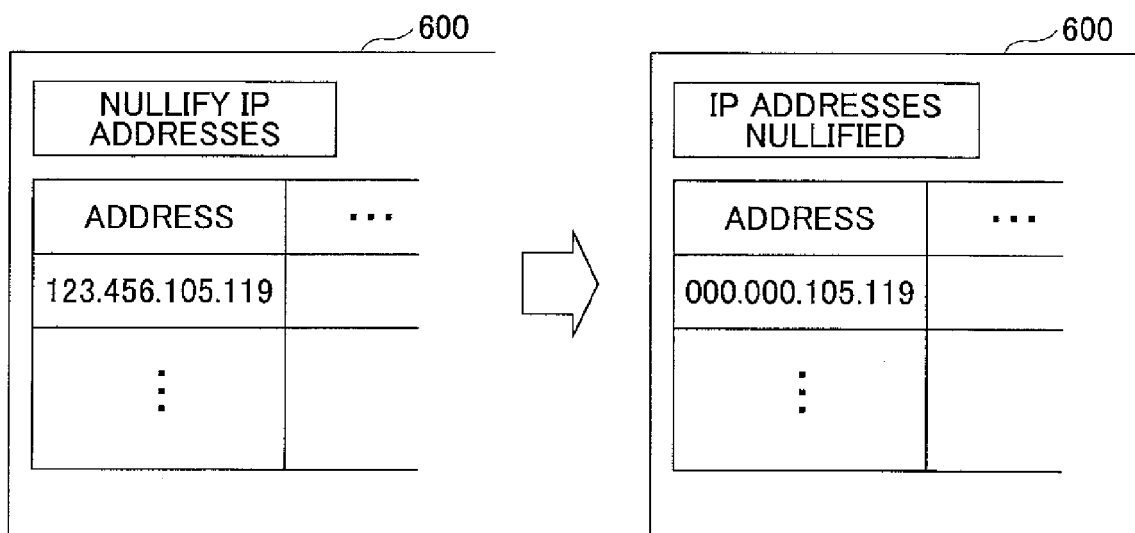 600
NULLIFY IP
ADDRESSES
ADDRESS ...
123.456.105.119
600
IP ADDRESSES
NULLIFIED
ADDRESS ...
000.000.105.119